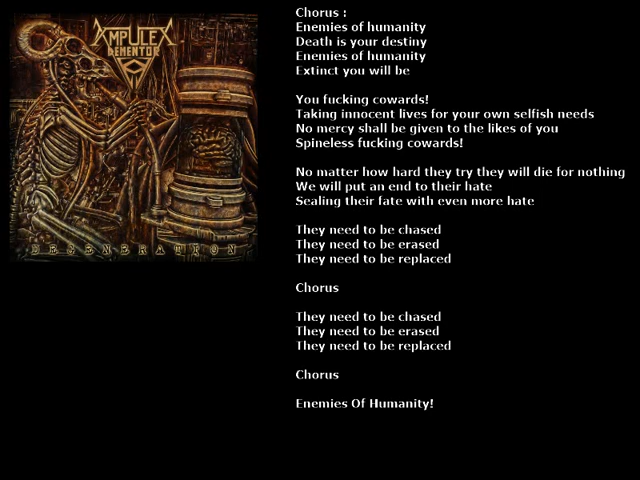 AMPULEX
DEMENTOR
DEGENERATION
Chorus :
Enemies of humanity
Death is your destiny
Enemies of humanity
Extinct you will be
You fucking cowards!
Taking innocent lives for your own selfish needs
No mercy shall be given to the likes of you
Spineless fucking cowards!
No matter how hard they try they will die for nothing
We will put an end to their hate
Sealing their fate with even more hate
They need to be chased
They need to be erased
They need to be replaced
Chorus
They need to be chased
They need to be erased
They need to be replaced
Chorus
Enemies Of Humanity!